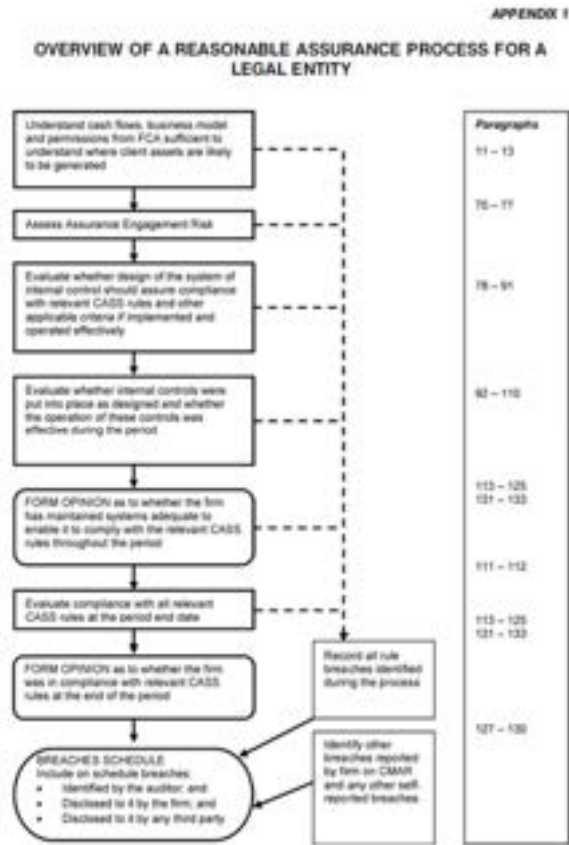 APPENDIX 1
OVERVIEW OF A REASONABLE ASSURANCE PROCESS FOR A
LEGAL ENTITY
Understand cash flows, business model
and permissions from FCA sufficient to
understand where client assets are likely
to be generated
Assess Assurance Engagement Risk
Evaluate whether design of the system of
internal control should assure compliance
with relevant CASS rules and other
applicable criteria if implemented and
operated effectively
Evaluate whether internal controls were
put into place as designed and whether
the operation of these controls was
effective during the period
FORM OPINION as to whether the firm
has maintained systems adequate to
enable it to comply with the relevant CASS
rules throughout the period
Evaluate compliance with all relevant
CASS rules at the period end date
FORM OPINION as to whether the firm
was in compliance with relevant CASS
rules at the end of the period
BREACHES SCHEDULE
Include on schedule breaches:
• Identified by the auditor; and
• Disclosed to it by the firm; and
• Disclosed to it by any third party.
Record all rule
breaches identified
during the process
Identify other
breaches reported
by firm on CMAR
and any other self-
reported breaches
Paragraphs
11 – 13
70 – 77
78 – 91
92 – 110
113 – 125
131 – 133
111 – 112
113 – 125
131 – 133
127 – 130